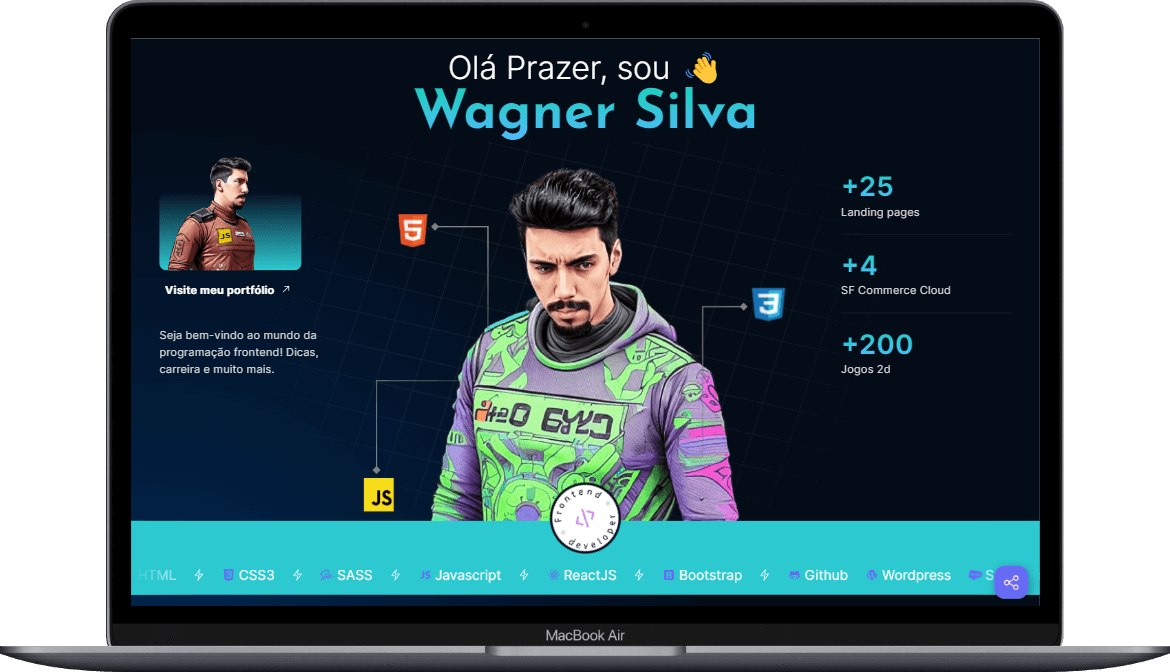 Olá Prazer, sou
Wagner Silva
+25
Landing pages
+4
SF Commerce Cloud
+200
Jogos 2d
5
3
JS
JS
Visite meu portfólio
Seja bem-vindo ao mundo da
programação frontend! Dicas,
carreira e muito mais.
Frontend
developer
HTML CSS3 SASS JS Javascript ReactJS Bootstrap Github Wordpress S
MacBook Air